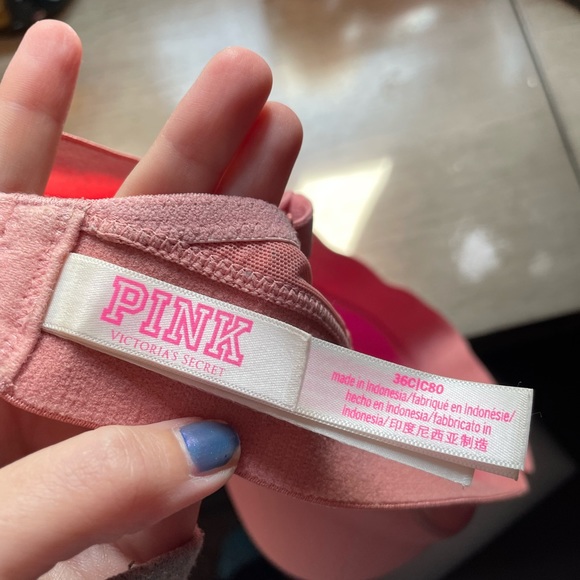 PINK
VICTORIA'S SECRET
36C|C80
made in Indonesia/fabriqué en Indonésie/
hecho en indonesia/fabbricato in
Indonesia/印度尼西亚制造